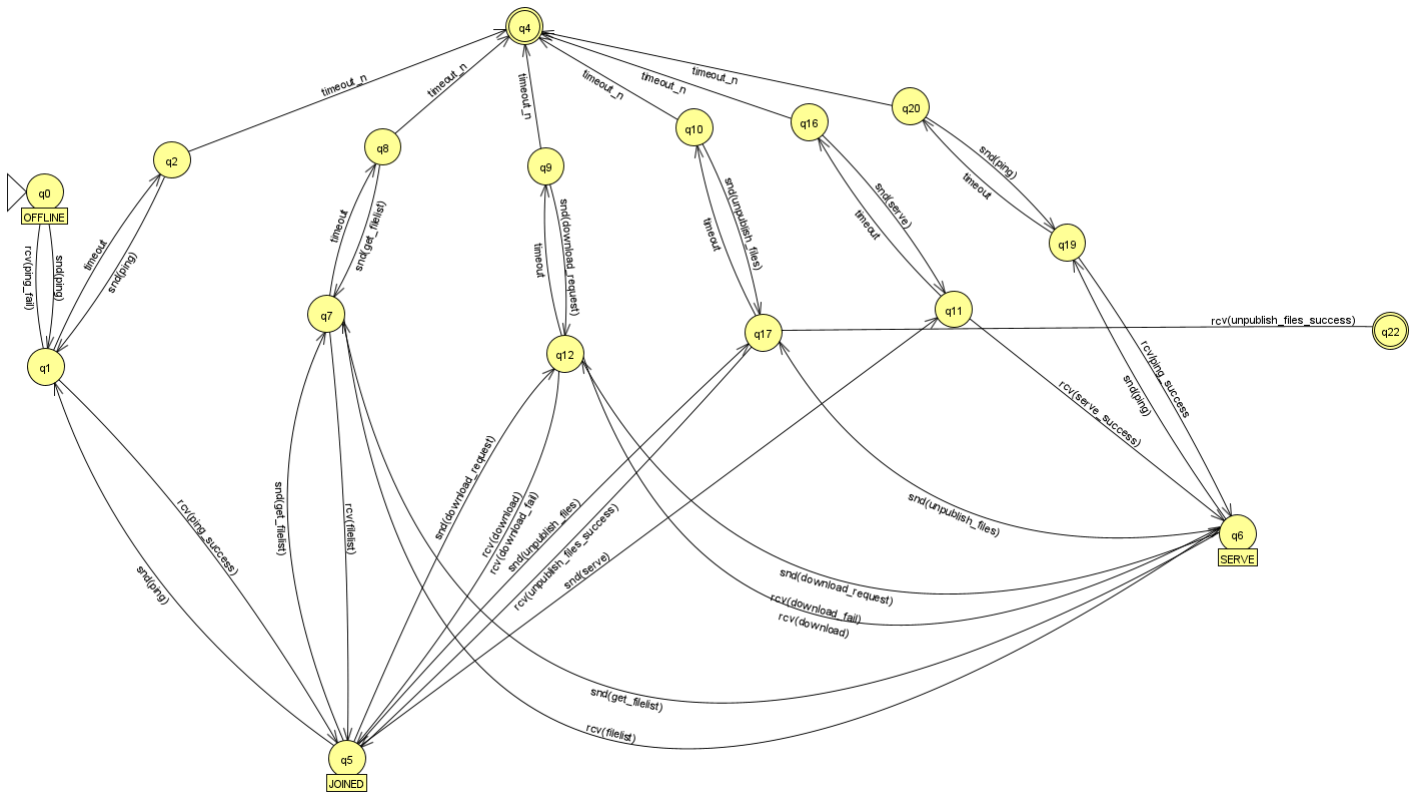 q4
timeout_n
timeout_n
timeout_n
timeout_n
timeout_n
timeout_n
q20
q16
q10
q8
q2
q9
q0
OFFLINE
snd(ping)
timeout
snd(serve)
timeout
snd(unpublish_files)
timeout
snd(download_request)
timeout
snd(get_filelist)
timeout
timeout
snd(ping)
rcv(ping_fail)
snd(ping)
q19
q11
q7
q17
rcv(unpublish_files_success)
q22
q12
q1
rcv/ping_success
snd(ping)
rcv(serve_success)
snd(download_request)
snd(get_filelist)
rcv(filelist)
rcv(download)
rcv(download_fail)
snd(unpublish_files)
rcv(unpublish_files_success)
snd(serve)
snd(unpublish_files)
q6
SERVE
rcv(ping_success)
snd(ping)
snd(download_request)
rcv(download_fail)
rcv(download)
snd(get_filelist)
rcv(filelist)
q5
JOINED